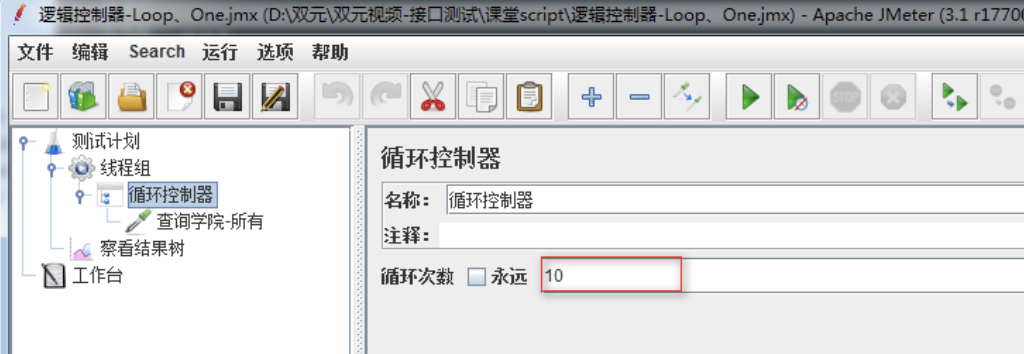 逻辑控制器-Loop、One.jmx (D:\双元\双元视频-接口测试\课堂script\逻辑控制器-Loop、One.jmx) - Apache JMeter (3.1 r1770
文件 编辑 Search 运行 选项 帮助
STOP
测试计划
线程组
循环控制器
查询学院-所有
察看结果树
工作台
循环控制器
名称： 循环控制器
注释：
循环次数 永远 10